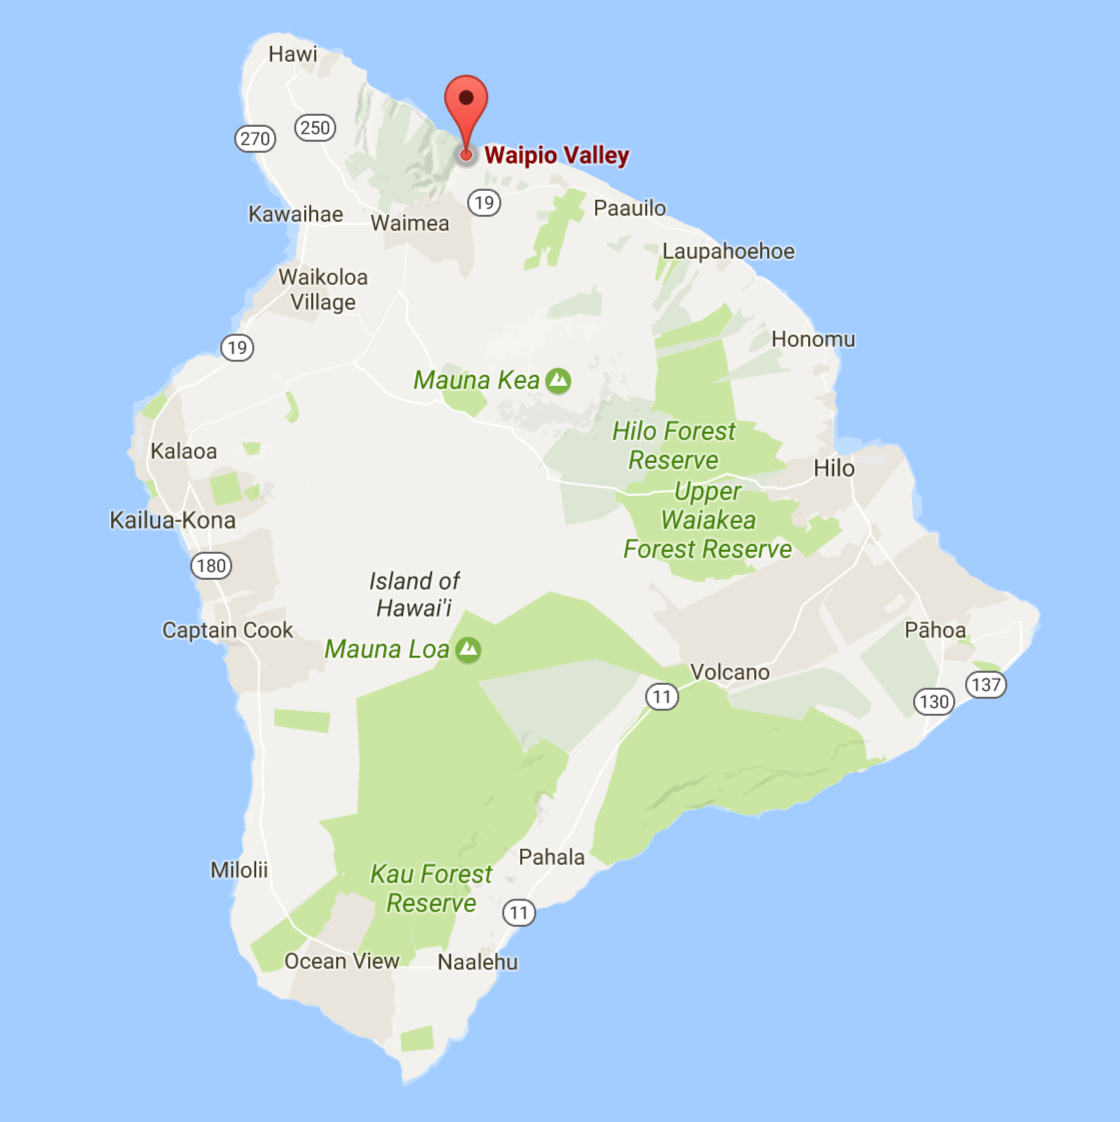 Hawi
250
270
Waipio Valley
19
Paauilo
Kawaihae
Waimea
Laupahoehoe
Waikoloa
Village
Honomu
19
Mauna Kea
Hilo Forest
Reserve
Kalaoa
Hilo
Upper
Waiakea
Forest Reserve
Kailua-Kona
180
Island of
Hawai'i
Captain Cook
Pāhoa
Mauna Loa
Volcano
137
11
130
Pahala
Milolii
Kau Forest
Reserve
11
Ocean View
Naalehu